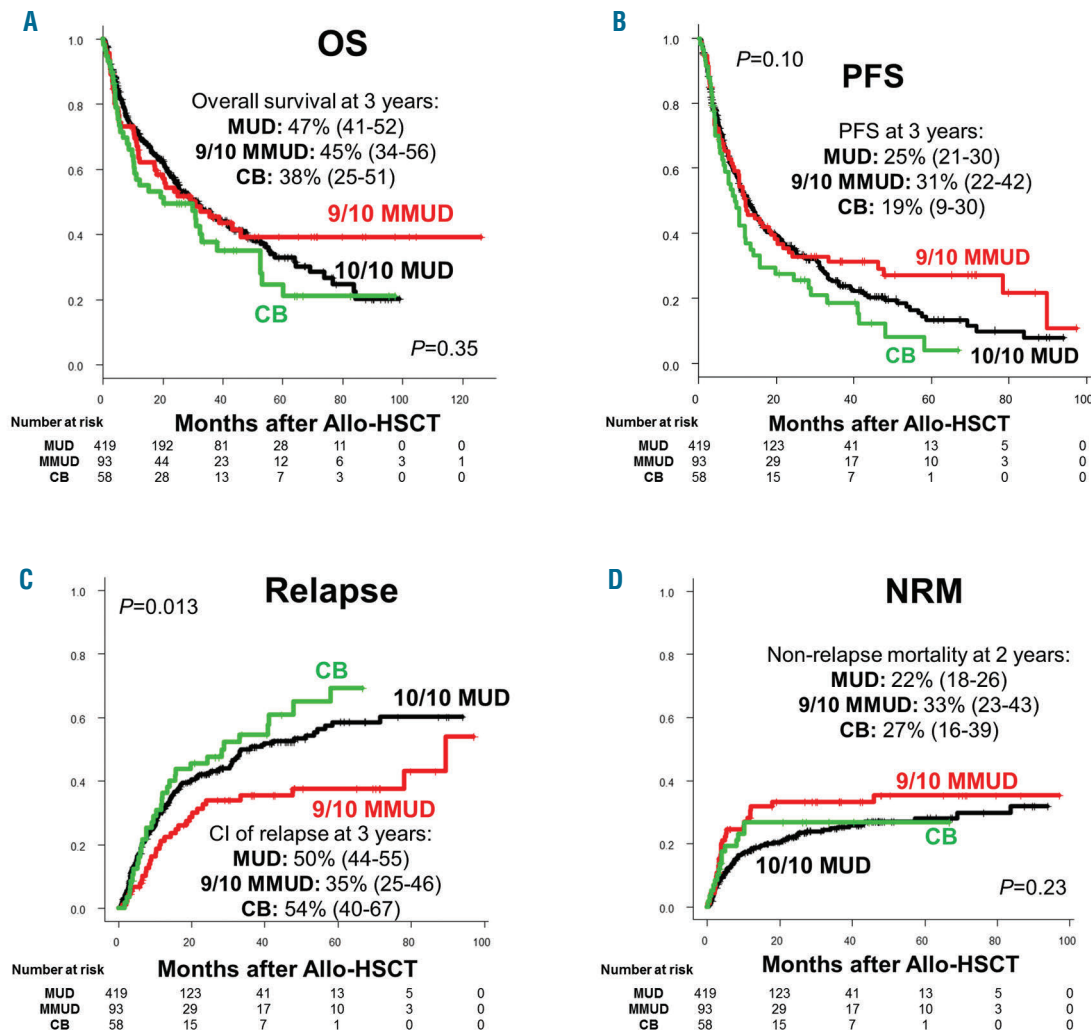 A
OS
1.0
0.8
0.6
0.4
0.2
0.0
Overall survival at 3 years:
MUD: 47% (41-52)
9/10 MMUD: 45% (34-56)
CB: 38% (25-51)
9/10 MMUD
10/10 MUD
CB
P=0.35
0 20 40 60 80 100 120
Number at risk Months after Allo-HSCT
MUD 419 192 81 28 11 0 0
MMUD 93 44 23 12 6 3 1
CB 58 28 13 7 3 0 0
B
P=0.10
PFS
1.0
0.8
0.6
0.4
0.2
0.0
PFS at 3 years:
MUD: 25% (21-30)
9/10 MMUD: 31% (22-42)
CB: 19% (9-30)
9/10 MMUD
CB
10/10 MUD
0 20 40 60 80 100
Number at risk Months after Allo-HSCT
MUD 419 123 41 13 5 0
MMUD 93 29 17 10 3 0
CB 58 15 7 1 0 0
C
Relapse
P=0.013
1.0
0.8
0.6
0.4
0.2
0.0
CB
10/10 MUD
9/10 MMUD
CI of relapse at 3 years:
MUD: 50% (44-55)
9/10 MMUD: 35% (25-46)
CB: 54% (40-67)
0 20 40 60 80 100
Number at risk Months after Allo-HSCT
MUD 419 123 41 13 5 0
MMUD 93 29 17 10 3 0
CB 58 15 7 1 0 0
D
NRM
1.0
0.8
0.6
0.4
0.2
0.0
Non-relapse mortality at 2 years:
MUD: 22% (18-26)
9/10 MMUD: 33% (23-43)
CB: 27% (16-39)
9/10 MMUD
CB
10/10 MUD
P=0.23
0 20 40 60 80 100
Number at risk Months after Allo-HSCT
MUD 419 123 41 13 5 0
MMUD 93 29 17 10 3 0
CB 58 15 7 1 0 0